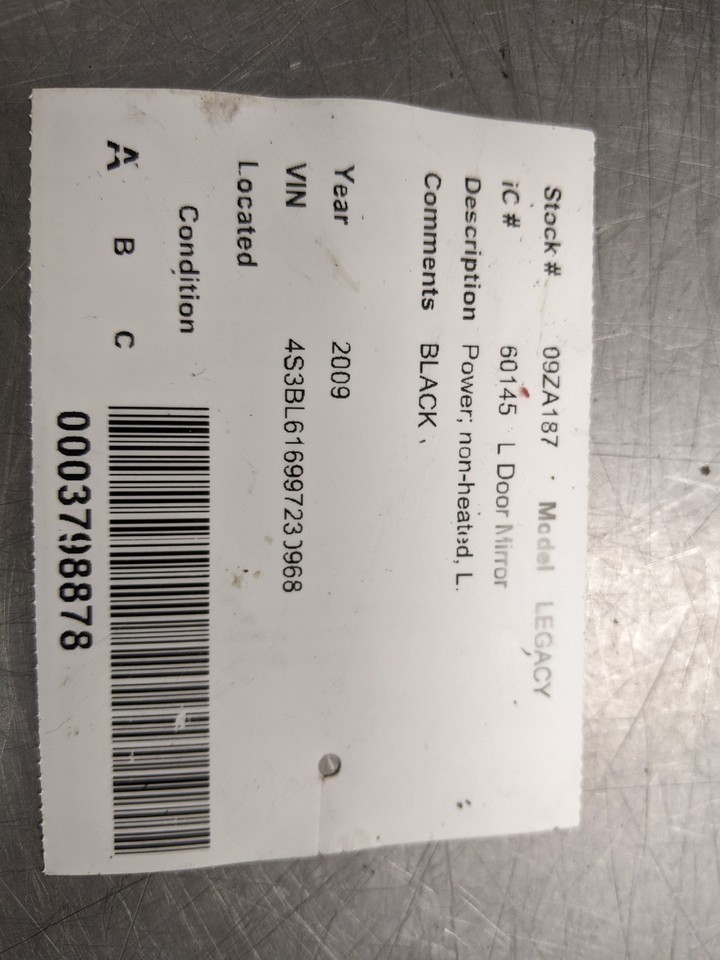 Stock # 09ZA187 Model LEGACY
IC # 60145 L Door Mirror
Description Power; non-heated, L.
Comments BLACK,
Year 2009
VIN
Located
Condition
A B C
0003798878